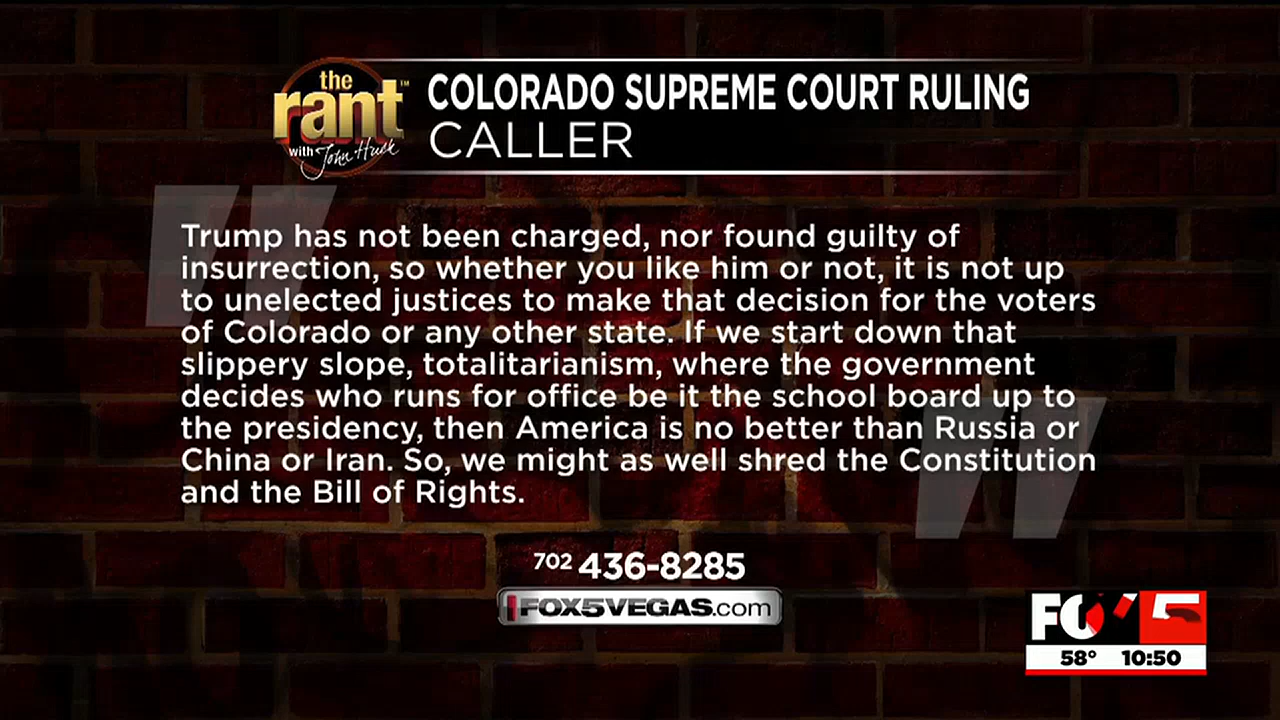 the
rant™
with John Huck
COLORADO SUPREME COURT RULING
CALLER
Trump has not been charged, nor found guilty of
insurrection, so whether you like him or not, it is not up
to unelected justices to make that decision for the voters
of Colorado or any other state. If we start down that
slippery slope, totalitarianism, where the government
decides who runs for office be it the school board up to
the presidency, then America is no better than Russia or
China or Iran. So, we might as well shred the Constitution
and the Bill of Rights.
702 436-8285
FOX5VEGAS.com
FOX 5
58° 10:50